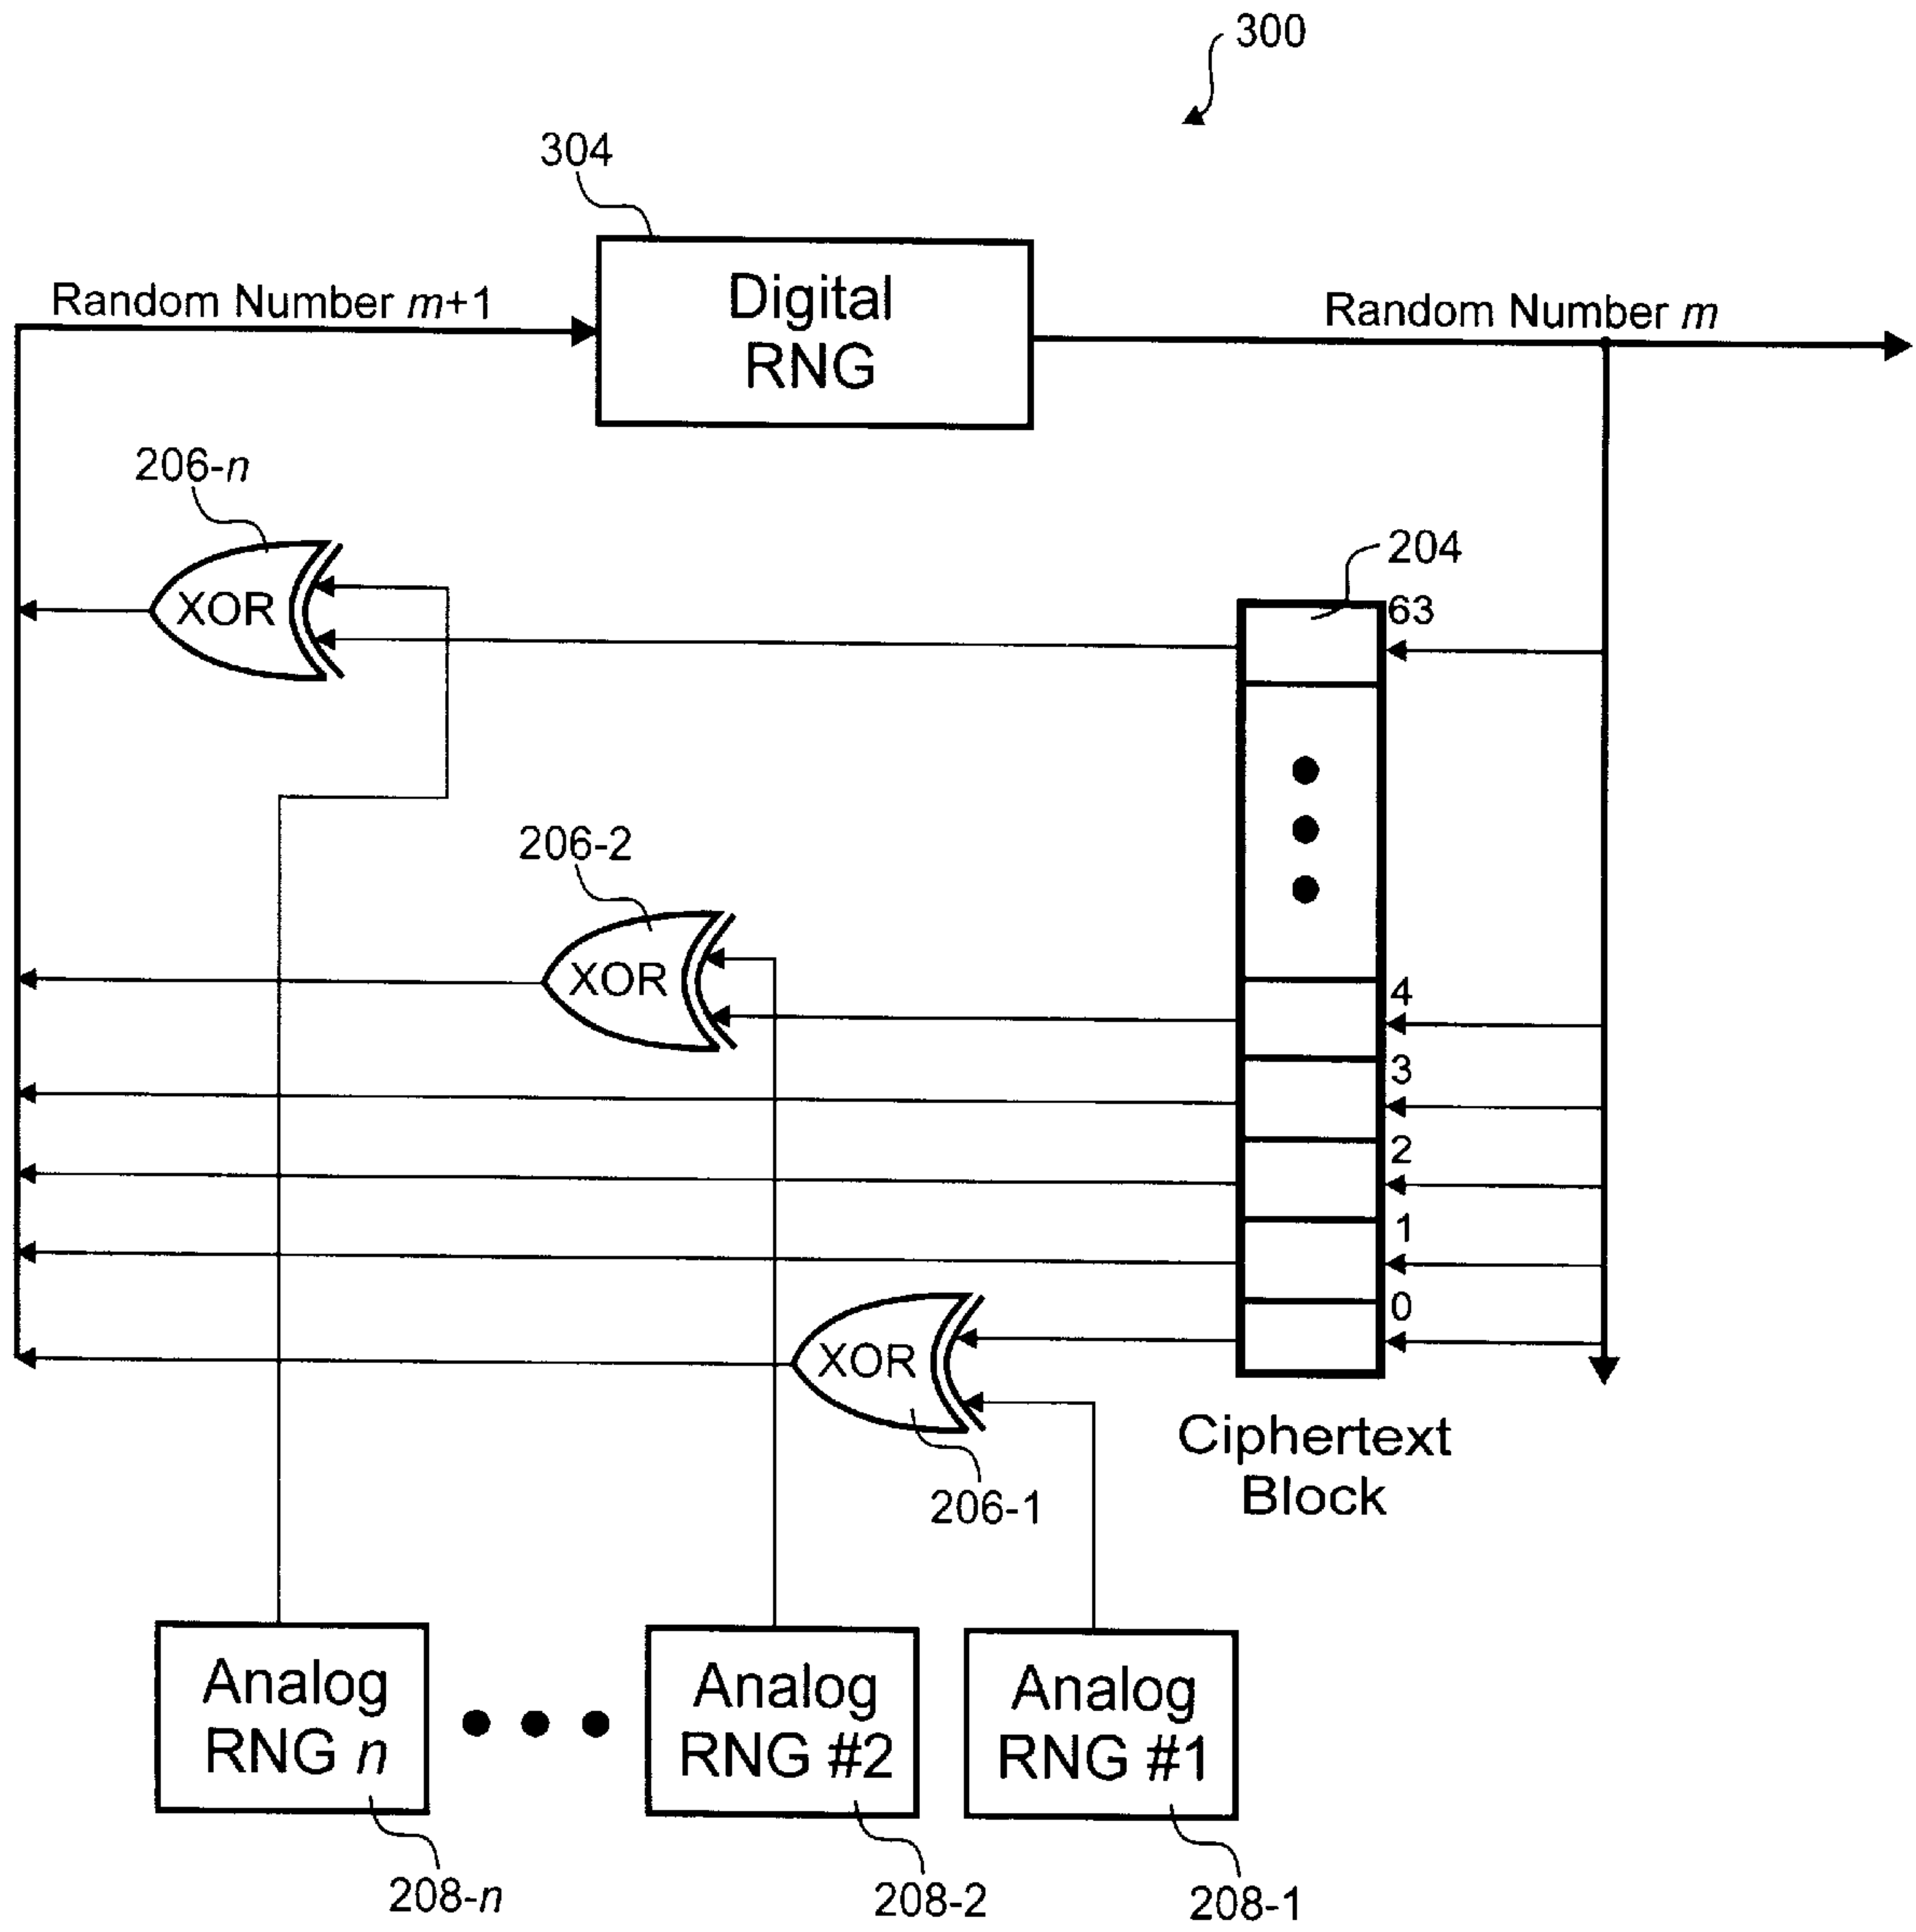 300
304
Random Number m+1
Digital
RNG
Random Number m
206-n
XOR
204
63
206-2
XOR
4
3
2
1
0
XOR
206-1
Ciphertext
Block
Analog
RNG n
Analog
RNG #2
Analog
RNG #1
208-n
208-2
208-1